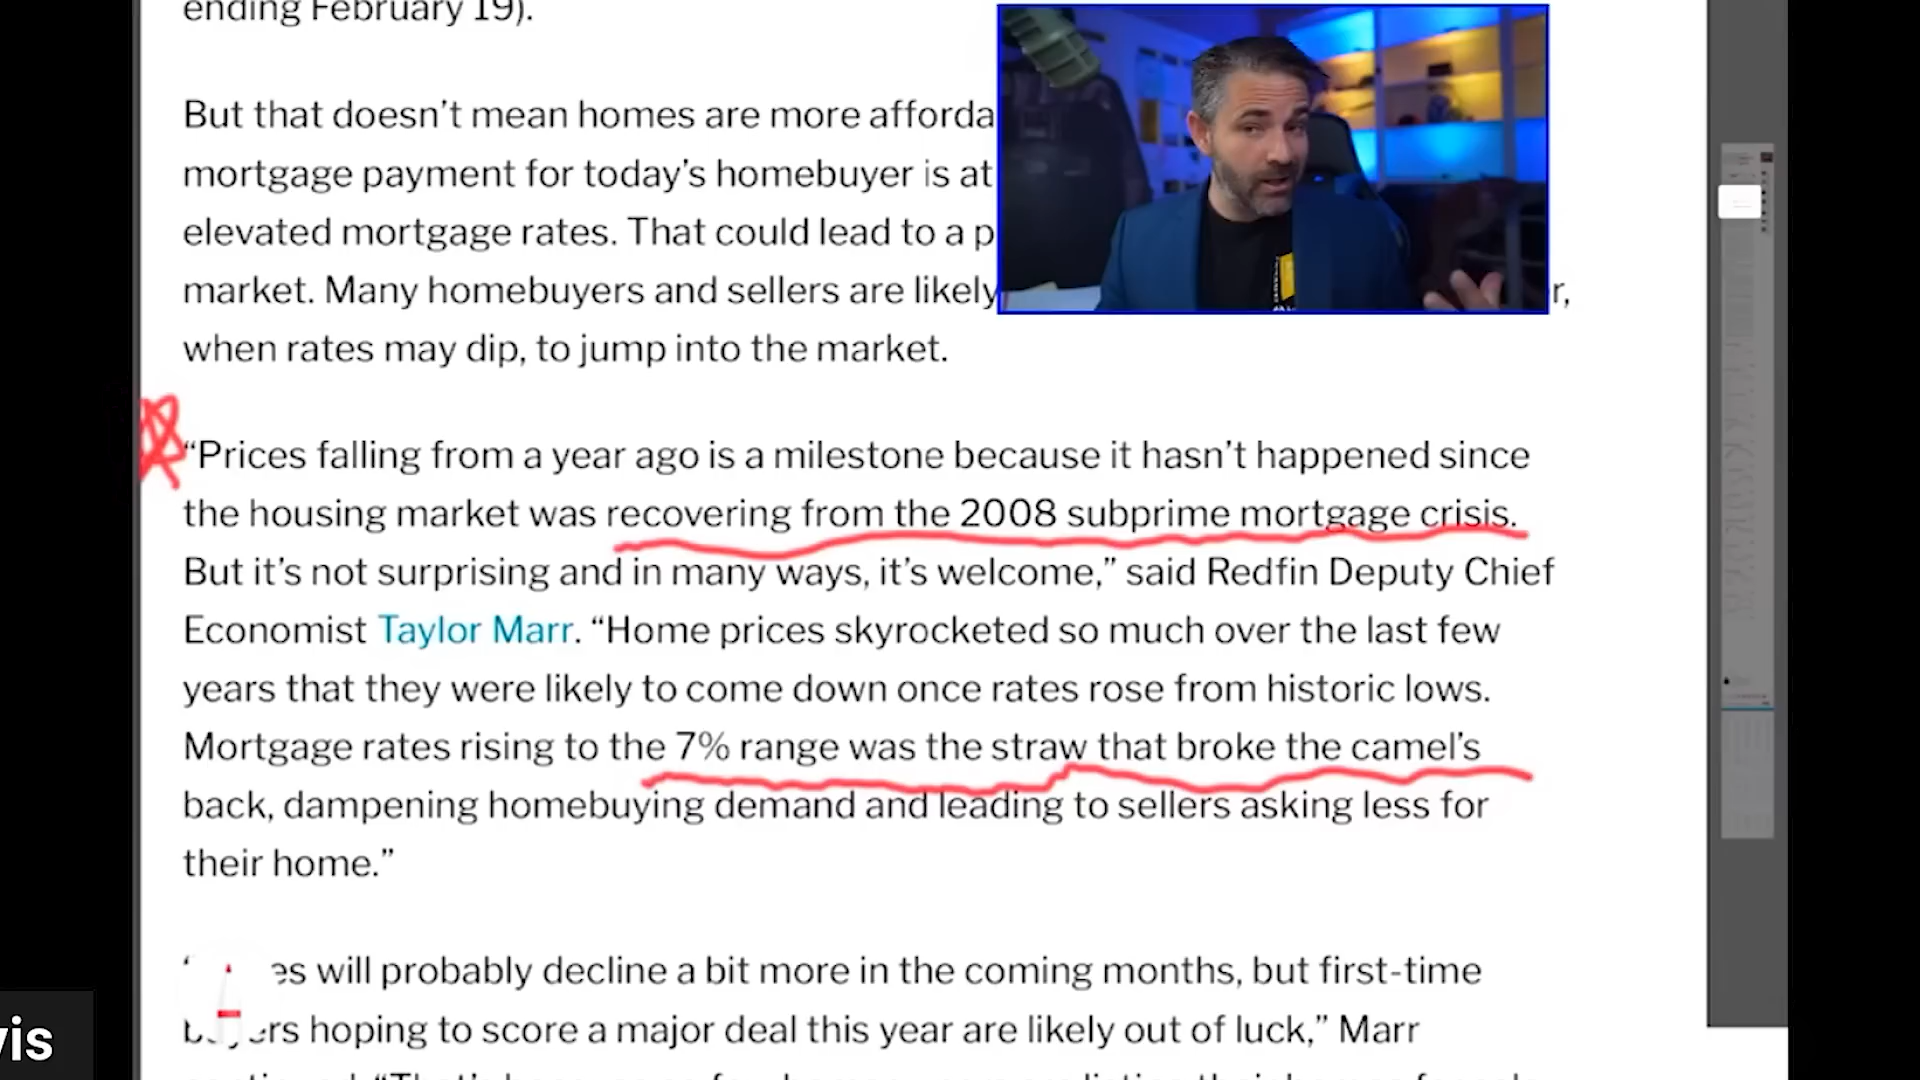 ending February 19).
But that doesn’t mean homes are more
mortgage payment for today’s homebuyer is at
elevated mortgage rates. That could lead to a
market. Many homebuyers and sellers are likely
when rates may dip, to jump into the market.
“Prices falling from a year ago is a milestone because it hasn’t happened since
the housing market was recovering from the 2008 subprime mortgage crisis.
But it’s not surprising and in many ways, it’s welcome,” said Redfin Deputy Chief
Economist Taylor Marr. “Home prices skyrocketed so much over the last few
years that they were likely to come down once rates rose from historic lows.
Mortgage rates rising to the 7% range was the straw that broke the camel’s
back, dampening homebuying demand and leading to sellers asking less for
their home.”
will probably decline a bit more in the coming months, but first-time
hoping to score a major deal this year are likely out of luck,” Marr
vis